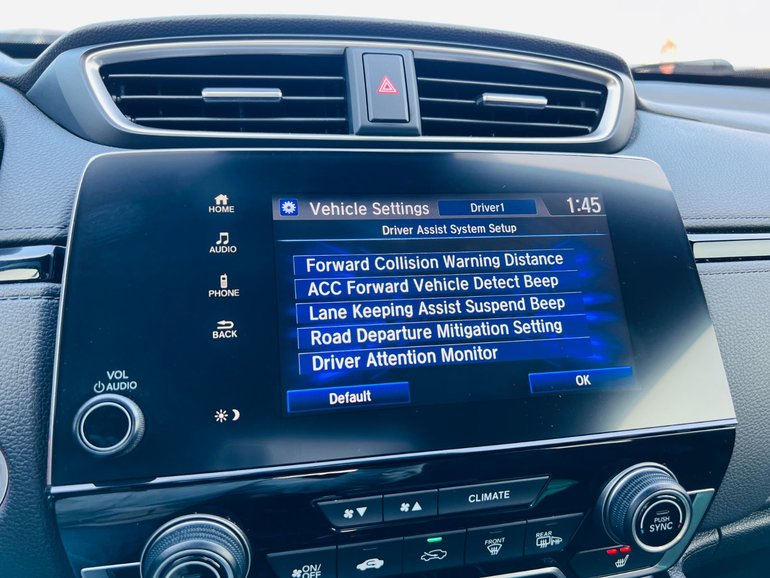 HOME
AUDIO
PHONE
BACK
VOL
AUDIO
Vehicle Settings Driver1 1:45
Driver Assist System Setup
Forward Collision Warning Distance
ACC Forward Vehicle Detect Beep
Lane Keeping Assist Suspend Beep
Road Departure Mitigation Setting
Driver Attention Monitor
Default OK
CLIMATE
ON/OFF
FRONT
REAR
PUSH
SYNC